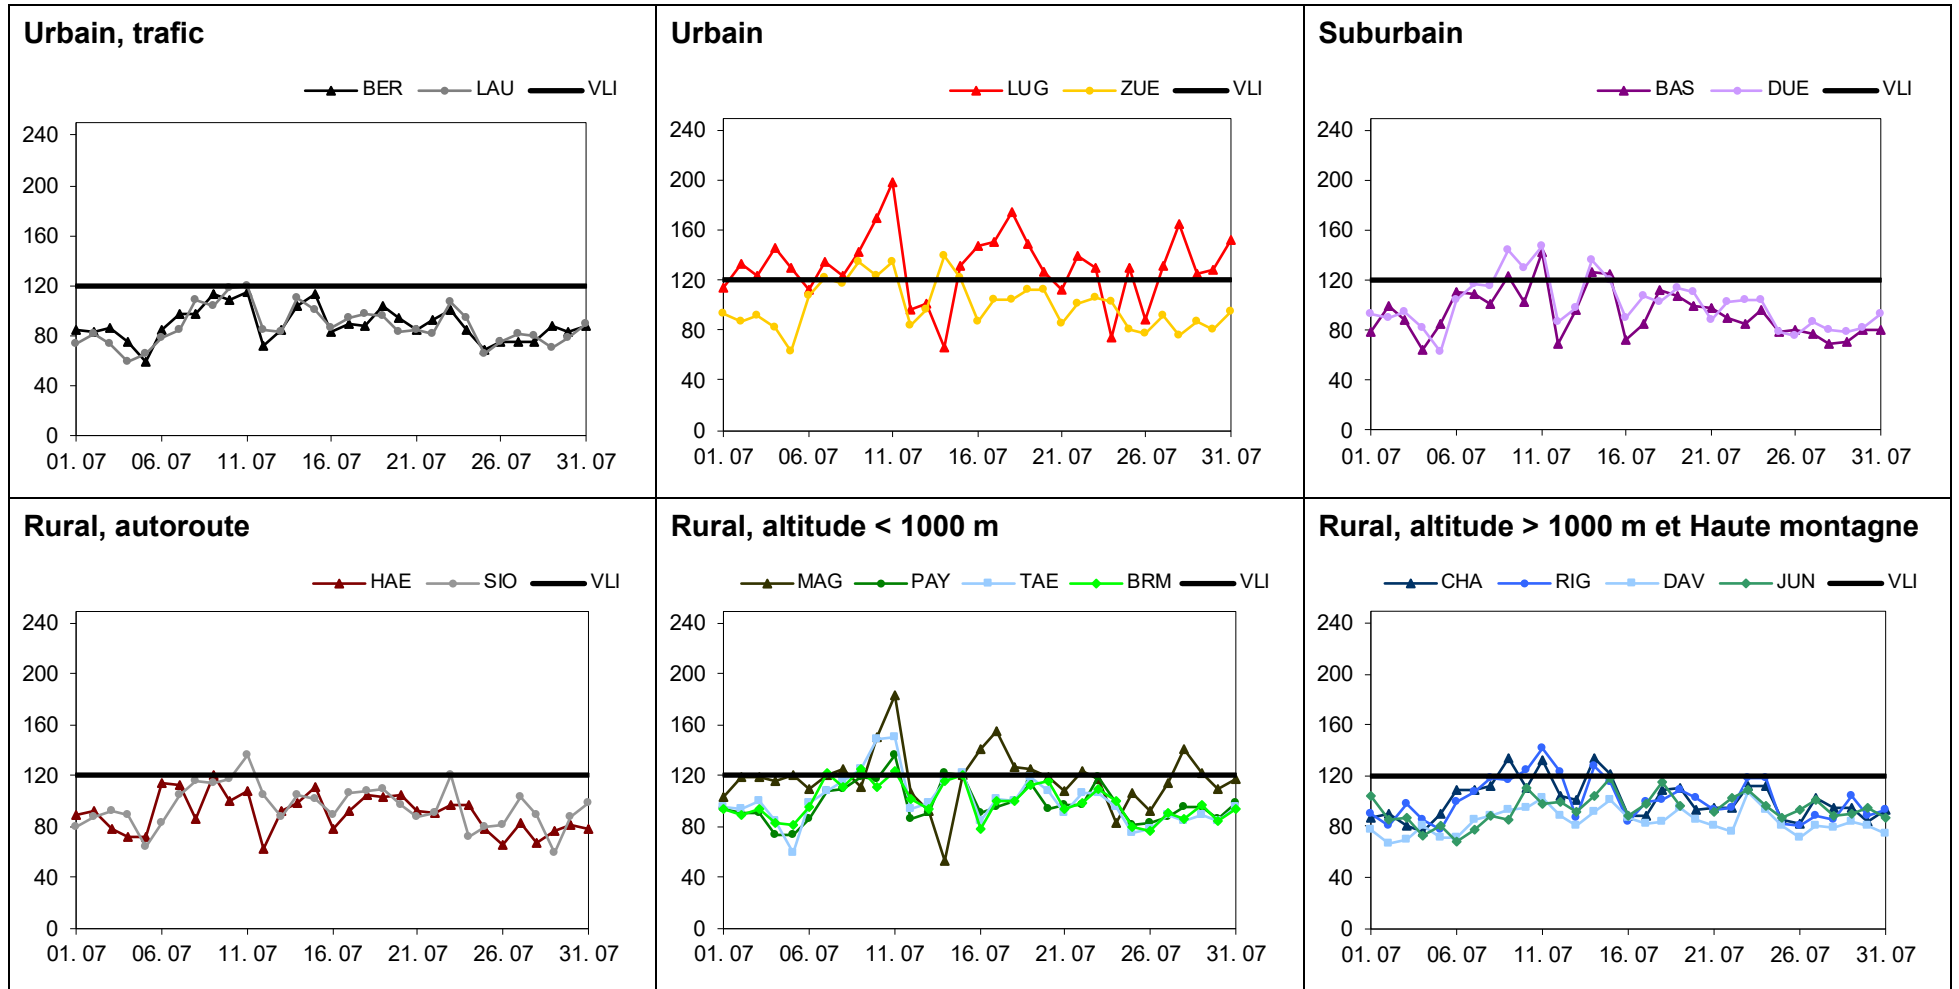 Urbain, trafic
BER LAU VLI
240
200
160
120
80
40
0
01. 07 06. 07 11. 07 16. 07 21. 07 26. 07 31. 07
Urbain
LUG ZUE VLI
240
200
160
120
80
40
0
01. 07 06. 07 11. 07 16. 07 21. 07 26. 07 31. 07
Suburbain
BAS DUE VLI
240
200
160
120
80
40
0
01. 07 06. 07 11. 07 16. 07 21. 07 26. 07 31. 07
Rural, autoroute
HAE SIO VLI
240
200
160
120
80
40
0
01. 07 06. 07 11. 07 16. 07 21. 07 26. 07 31. 07
Rural, altitude < 1000 m
MAG PAY TAE BRM VLI
240
200
160
120
80
40
0
01. 07 06. 07 11. 07 16. 07 21. 07 26. 07 31. 07
Rural, altitude > 1000 m et Haute montagne
CHA RIG DAV JUN VLI
240
200
160
120
80
40
0
01. 07 06. 07 11. 07 16. 07 21. 07 26. 07 31. 07